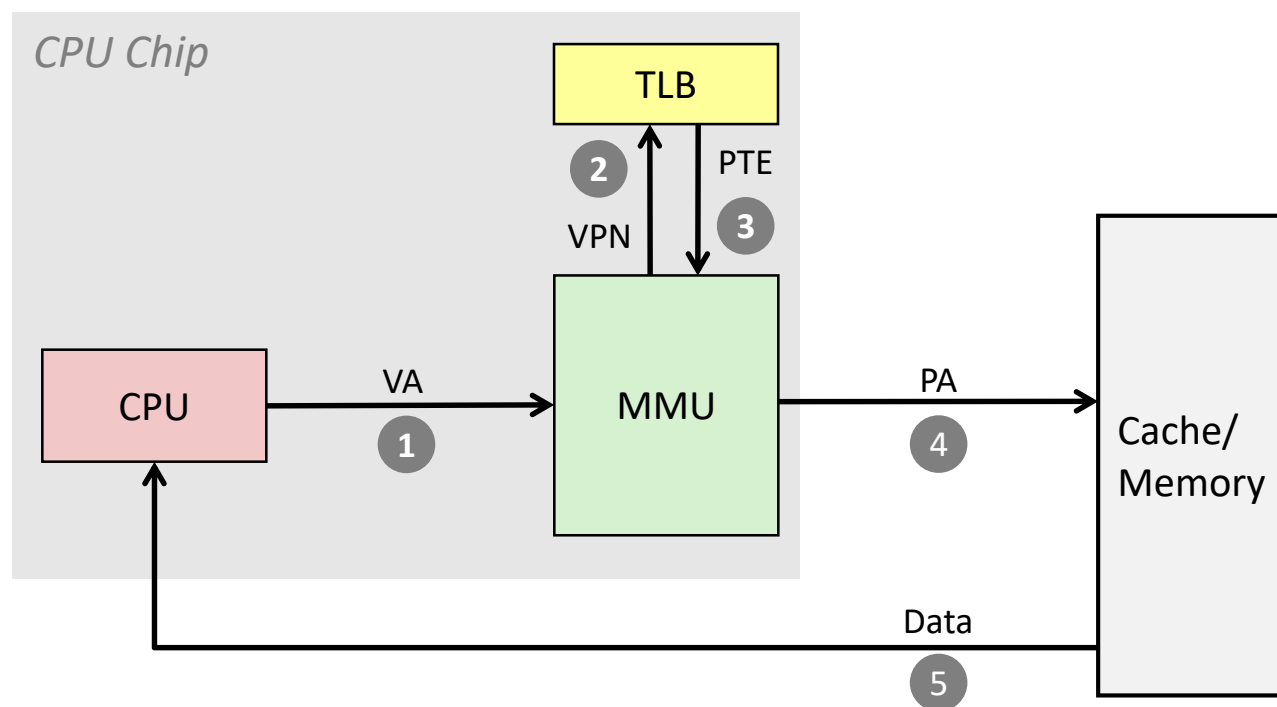 CPU Chip
TLB
2
PTE
VPN
3
CPU
VA
1
MMU
PA
4
Cache/
Memory
Data
5